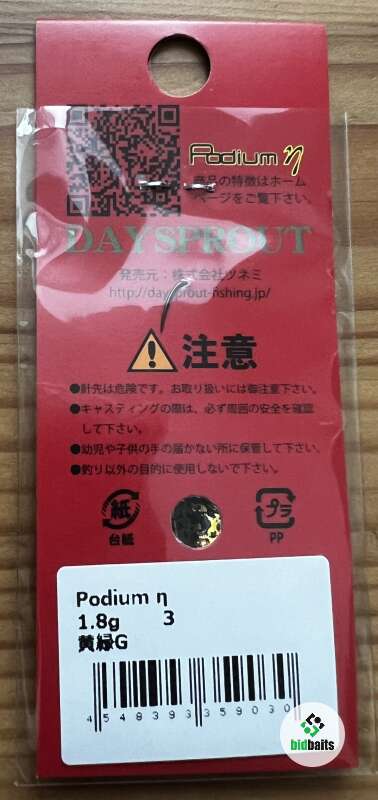 Podium η
商品の特徴はホーム
ページをご覧下さい。
DAYSPROUT
発売元：株式会社ツネミ
http://daysprout-fishing.jp/
注意
●針先は危険です。お取り扱いには御注意下さい。
●キャスティングの際は、必ず周囲の安全を確認
して下さい。
●幼児や子供の手の届かない所に保管して下さい。
●釣り以外の目的に使用しないで下さい。
紙 プラ
台紙 PP
Podium η
1.8g 3
黄緑G
4548393359030
bidbaits